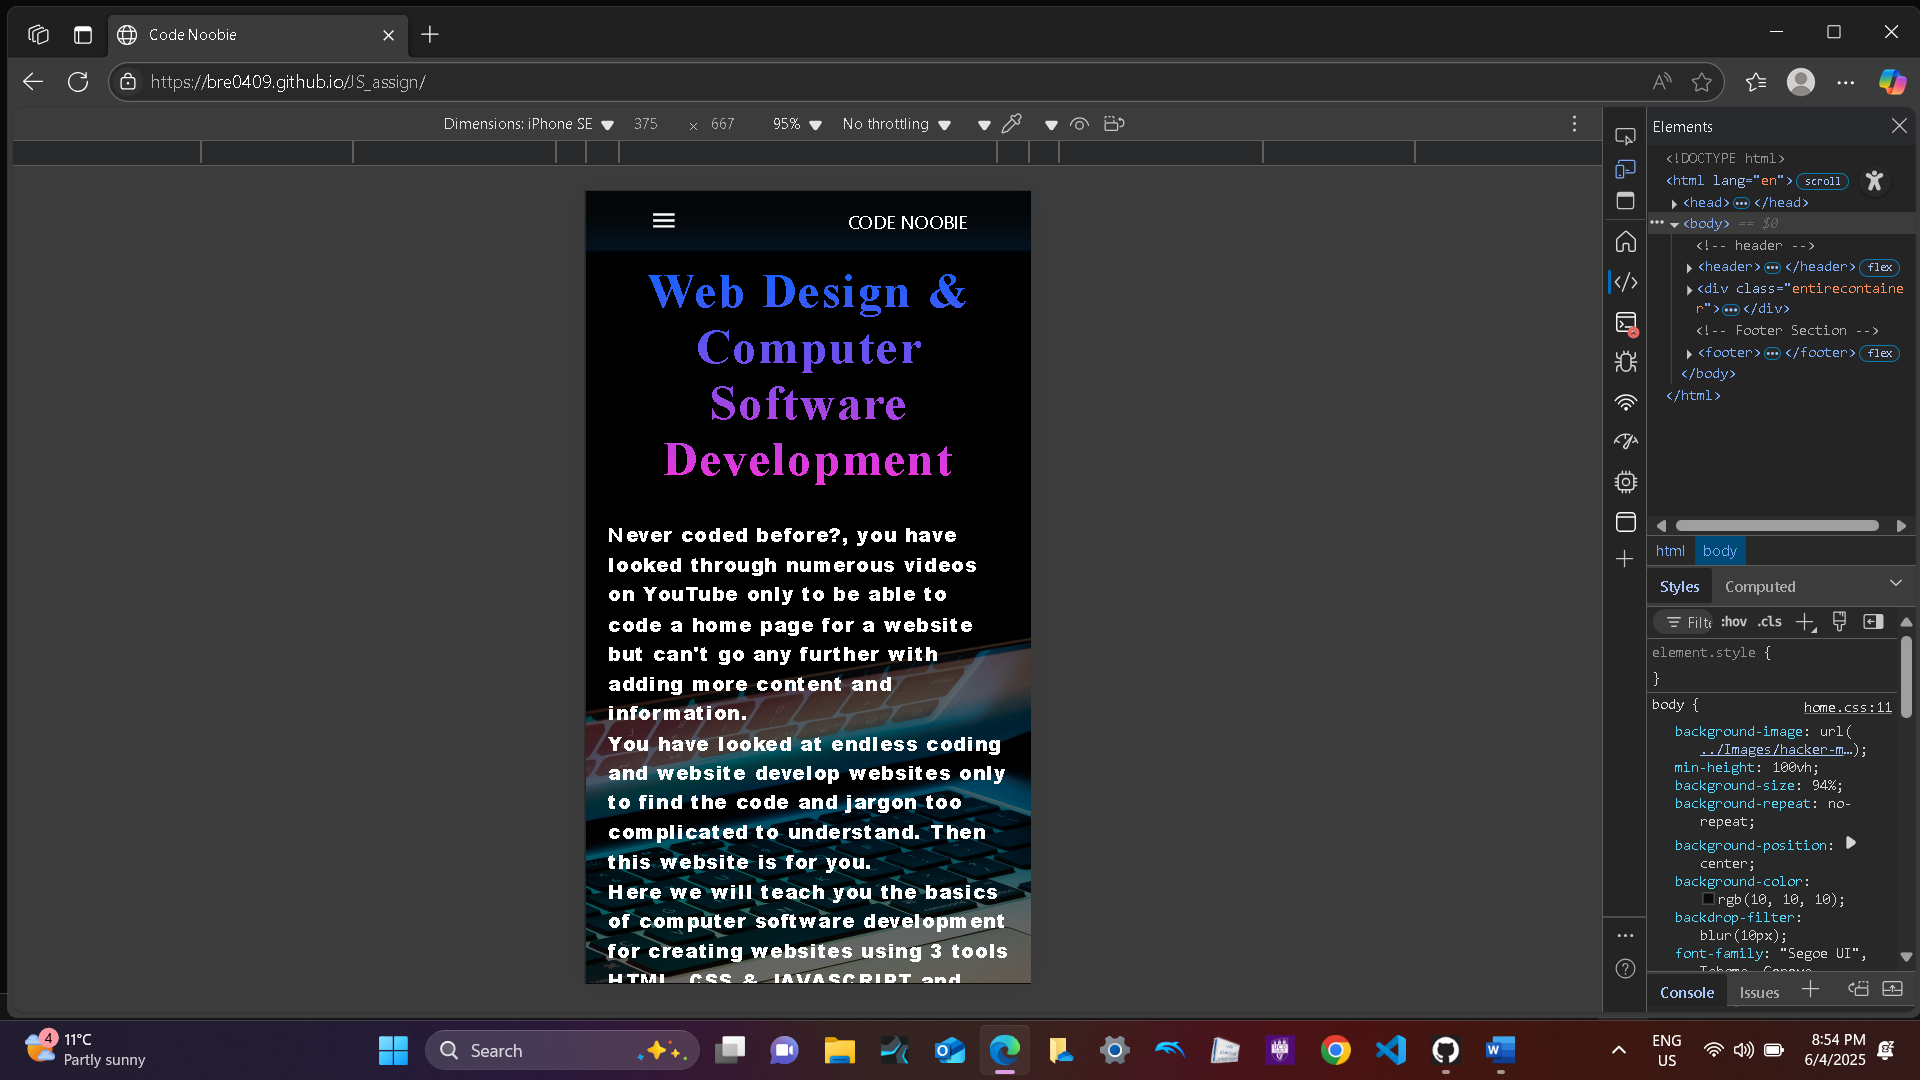 Code Noobie
https://bre0409.github.io/JS_assign/
Dimensions: iPhone SE 375 × 667 95% No throttling
CODE NOOBIE
Web Design &
Computer
Software
Development
Never coded before?, you have
looked through numerous videos
on YouTube only to be able to
code a home page for a website
but can't go any further with
adding more content and
information.
You have looked at endless coding
and website develop websites only
to find the code and jargon too
complicated to understand. Then
this website is for you.
Here we will teach you the basics
of computer software development
for creating websites using 3 tools
HTML, CSS & JAVASCRIPT and
Elements
<!DOCTYPE html>
<html lang="en"> scroll
<head> ••• </head>
••• <body> == $0
<!-- header -->
<header> ••• </header> flex
<div class="entirecontaine
r"> ••• </div>
<!-- Footer Section -->
<footer> ••• </footer> flex
</body>
</html>
html body
Styles Computed
Filte :hov .cls
element.style {
}
body { home.css:11
background-image: url(
../Images/hacker-m…);
min-height: 100vh;
background-size: 94%;
background-repeat: no-
repeat;
background-position:
center;
background-color:
rgb(10, 10, 10);
backdrop-filter:
blur(10px);
font-family: "Segoe UI",
Tahoma, Geneva,
Console Issues
4
11°C
Partly sunny
Search
ENG
US
8:54 PM
6/4/2025